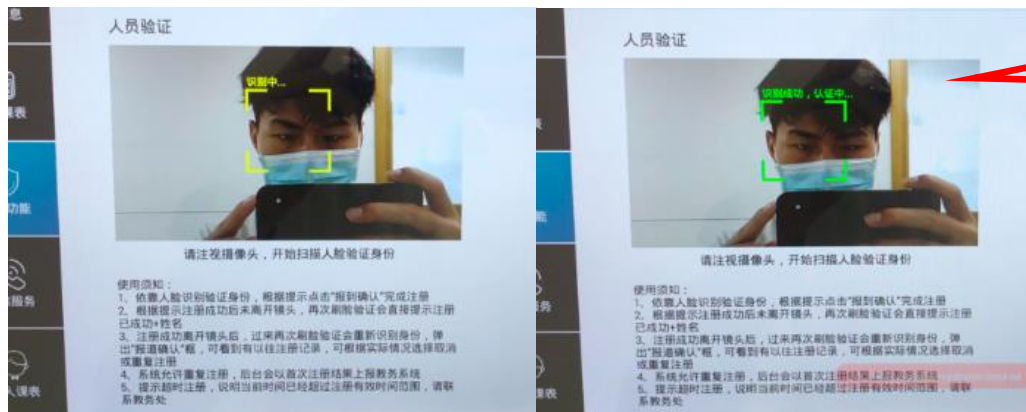 息
人员验证
识别中...
课表
功能
请注视摄像头，开始扫描人脸验证身份
服务
使用须知：
1、依靠人脸识别验证身份，根据提示点击"报到确认"完成注册
2、根据提示注册成功后未离开镜头，再次刷脸验证会直接提示注册
已成功+姓名
3、注册成功离开镜头后，过来再次刷脸验证会重新识别身份，弹
出"报道确认"框，可看到有以往注册记录，可根据实际情况选择取消
或重复注册
人课表
4、系统允许重复注册，后台会以首次注册结果上报教务系统
5、提示超时注册，说明当前时间已经超过注册有效时间范围，请联
系教务处
人员验证
识别成功，认证中...
表
能
请注视摄像头，开始扫描人脸验证身份
务
使用须知：
1、依靠人脸识别验证身份，根据提示点击"报到确认"完成注册
2、根据提示注册成功后未离开镜头，再次刷脸验证会直接提示注册
已成功+姓名
3、注册成功离开镜头后，过来再次刷脸验证会重新识别身份，弹
出"报道确认"框，可看到有以往注册记录，可根据实际情况选择取消
或重复注册
课表
4、系统允许重复注册，后台会以首次注册结果上报教务系统
5、提示超时注册，说明当前时间已经超过注册有效时间范围，请联
系教务处